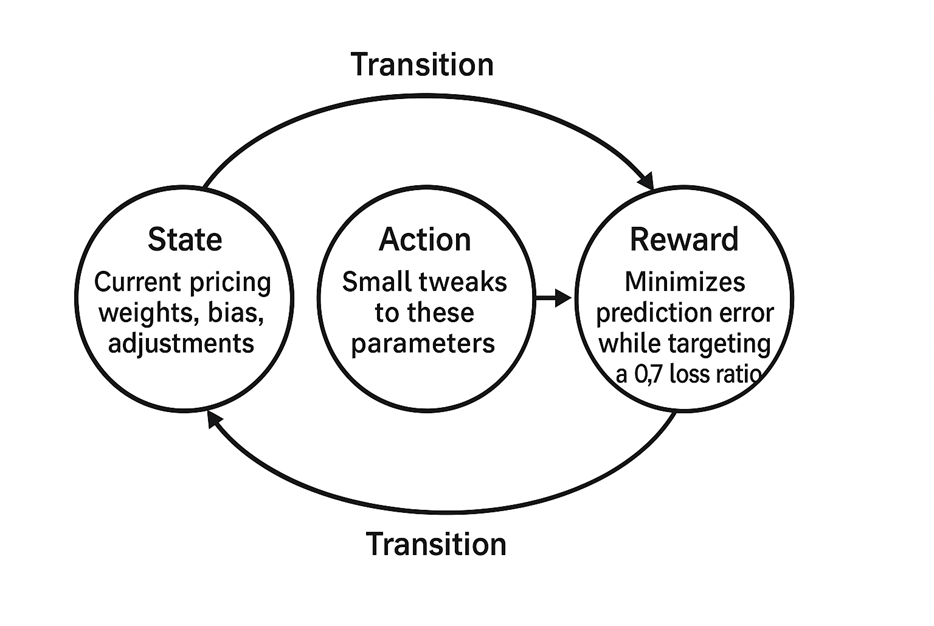 Transition
State
Current pricing
weights, bias,
adjustments
Action
Small tweaks
to these
parameters
Reward
Minimizes
prediction error
while targeting
a 0,7 loss ratio
Transition